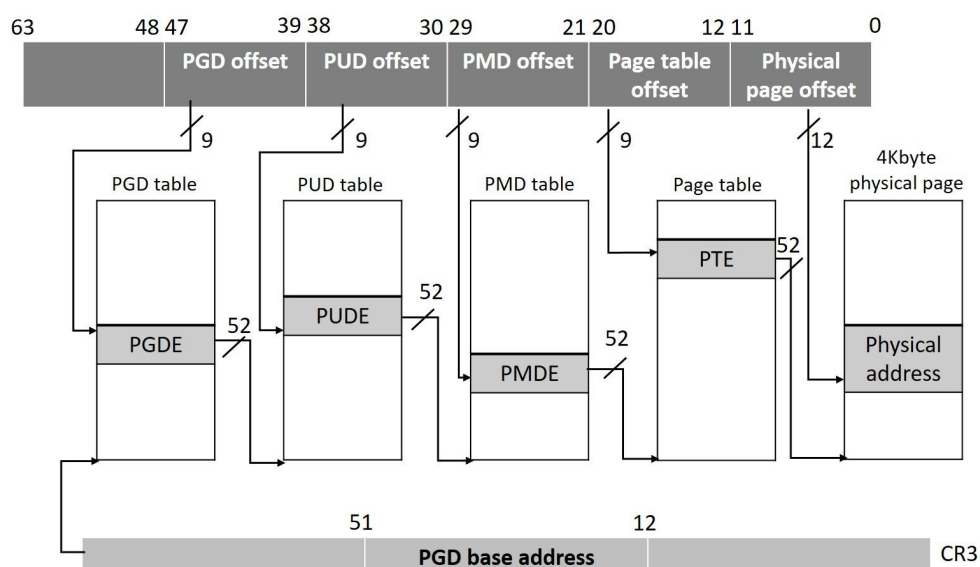 63 48 47 39 38 30 29 21 20 12 11 0
PGD offset PUD offset PMD offset Page table offset Physical page offset
9 9 9 9 12
PGD table PUD table PMD table Page table 4Kbyte physical page
52
PTE
52
PUDE
52
PGDE
52
PMDE
Physical address
51 12
PGD base address CR3